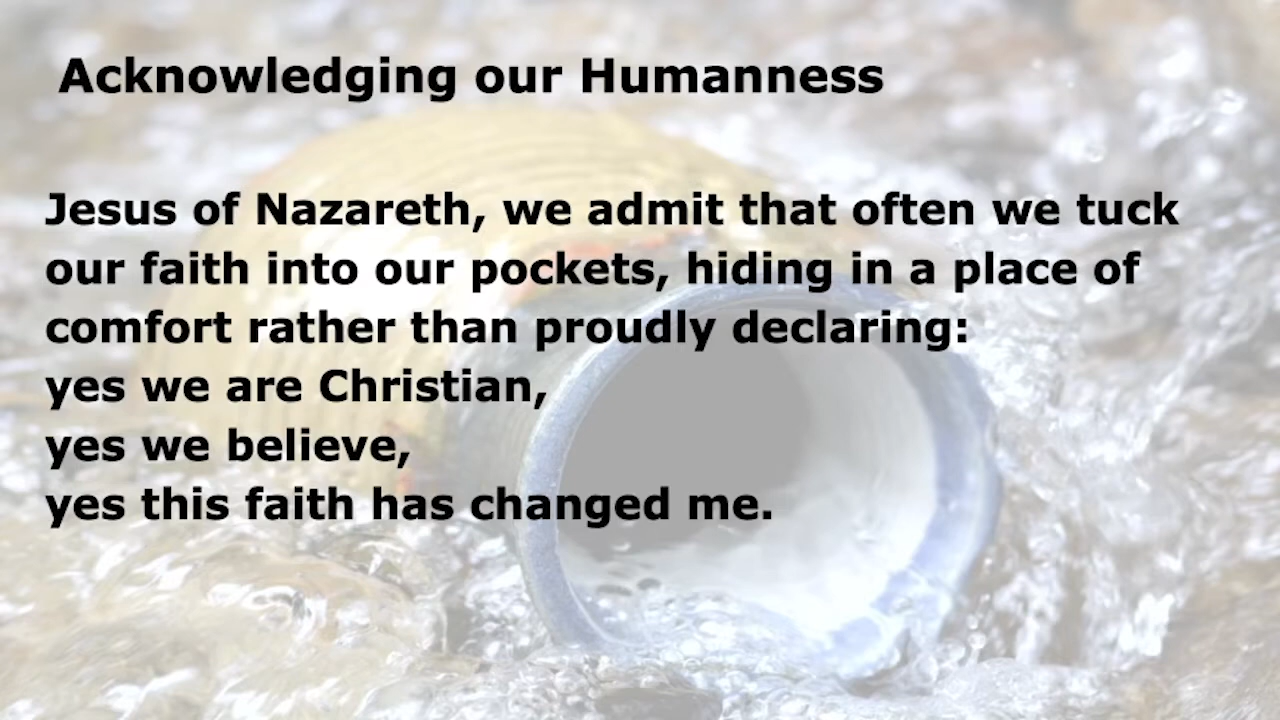 Acknowledging our Humanness
Jesus of Nazareth, we admit that often we tuck
our faith into our pockets, hiding in a place of
comfort rather than proudly declaring:
yes we are Christian,
yes we believe,
yes this faith has changed me.